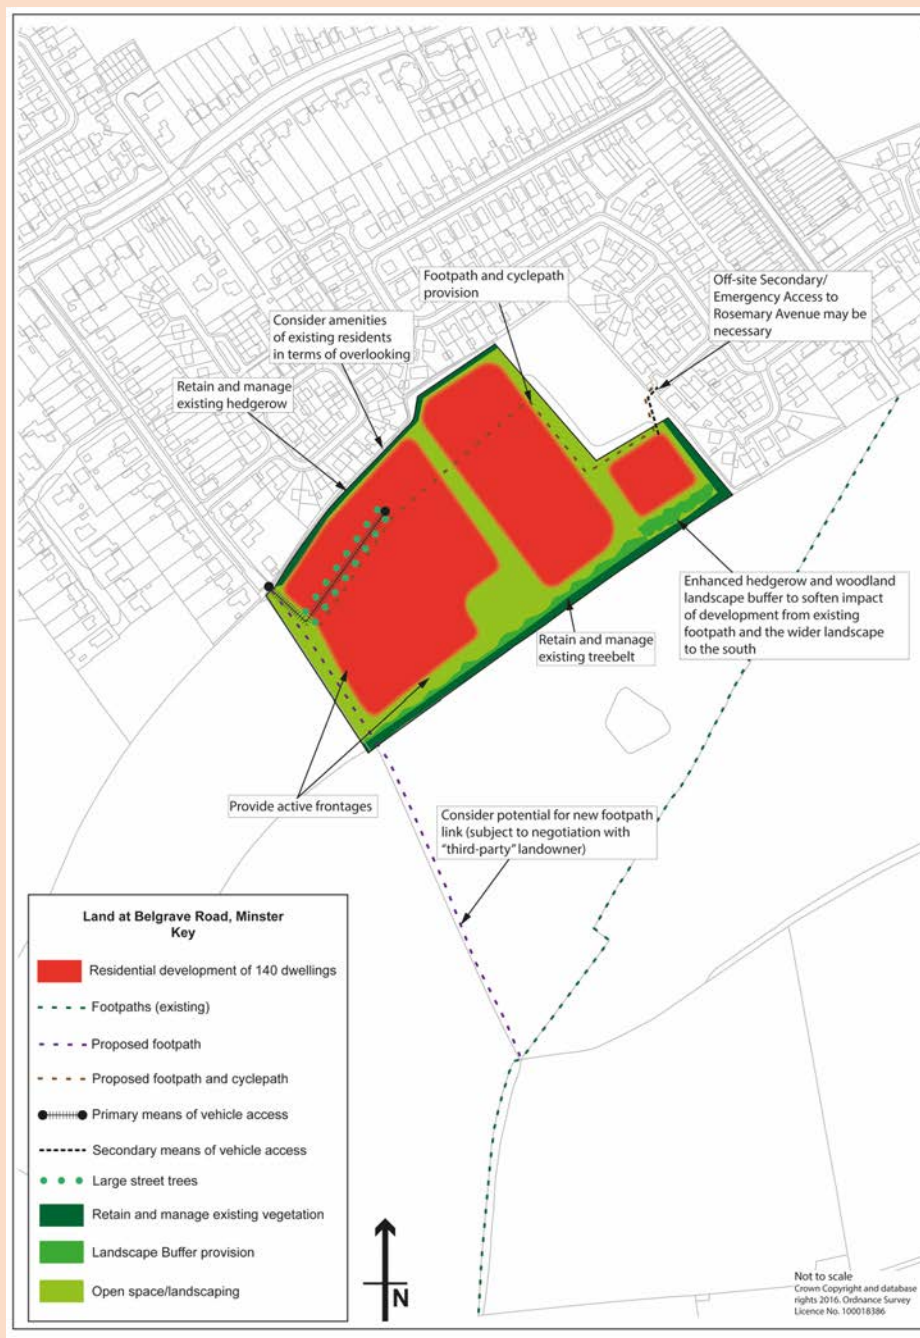 Footpath and cyclepath
provision
Off-site Secondary/
Emergency Access to
Rosemary Avenue may be
necessary
Consider amenities
of existing residents
in terms of overlooking
Retain and manage
existing hedgerow
Enhanced hedgerow and woodland
landscape buffer to soften impact
of development from existing
footpath and the wider landscape
to the south
Retain and manage
existing treebelt
Provide active frontages
Consider potential for new footpath
link (subject to negotiation with
"third-party" landowner)
Land at Belgrave Road, Minster
Key
Residential development of 140 dwellings
Footpaths (existing)
Proposed footpath
Proposed footpath and cyclepath
Primary means of vehicle access
Secondary means of vehicle access
Large street trees
Retain and manage existing vegetation
Landscape Buffer provision
Open space/landscaping
N
Not to scale
Crown Copyright and database
rights 2016. Ordnance Survey
Licence No. 100018386